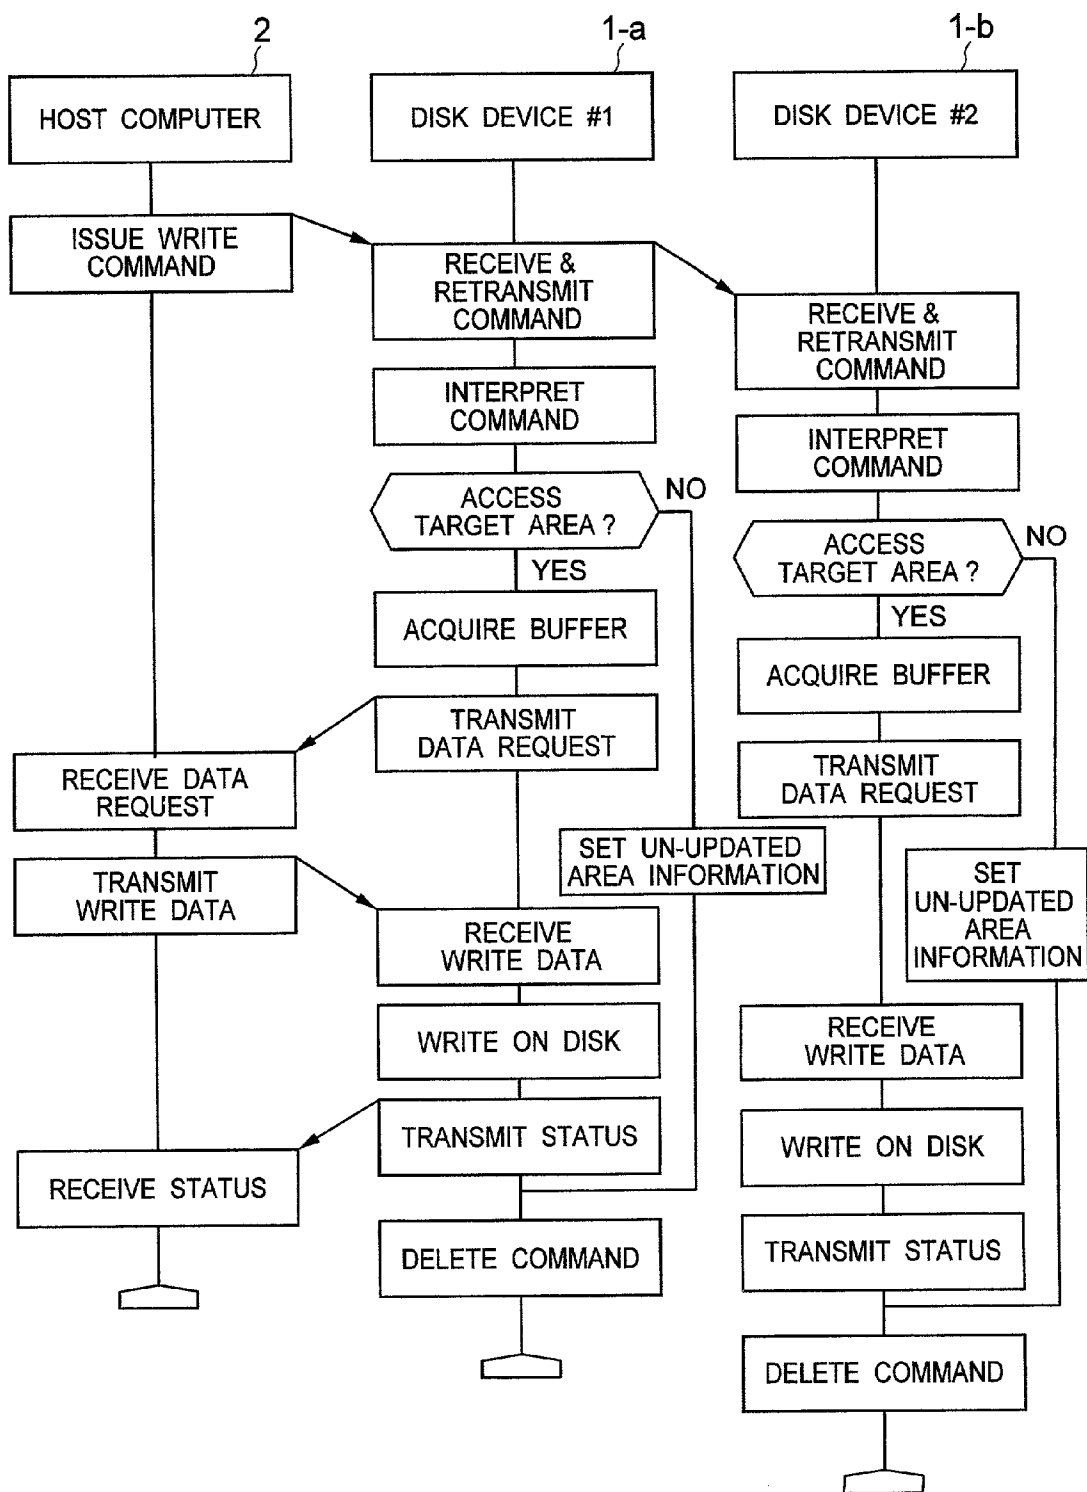 2
HOST COMPUTER
ISSUE WRITE
COMMAND
RECEIVE DATA
REQUEST
TRANSMIT
WRITE DATA
RECEIVE STATUS
1-a
DISK DEVICE #1
RECEIVE &
RETRANSMIT
COMMAND
INTERPRET
COMMAND
ACCESS
TARGET AREA?
NO
YES
ACQUIRE BUFFER
TRANSMIT
DATA REQUEST
SET UN-UPDATED
AREA INFORMATION
RECEIVE
WRITE DATA
WRITE ON DISK
TRANSMIT STATUS
DELETE COMMAND
1-b
DISK DEVICE #2
RECEIVE &
RETRANSMIT
COMMAND
INTERPRET
COMMAND
ACCESS
TARGET AREA?
NO
YES
ACQUIRE BUFFER
TRANSMIT
DATA REQUEST
SET
UN-UPDATED
AREA
INFORMATION
RECEIVE
WRITE DATA
WRITE ON DISK
TRANSMIT STATUS
DELETE COMMAND